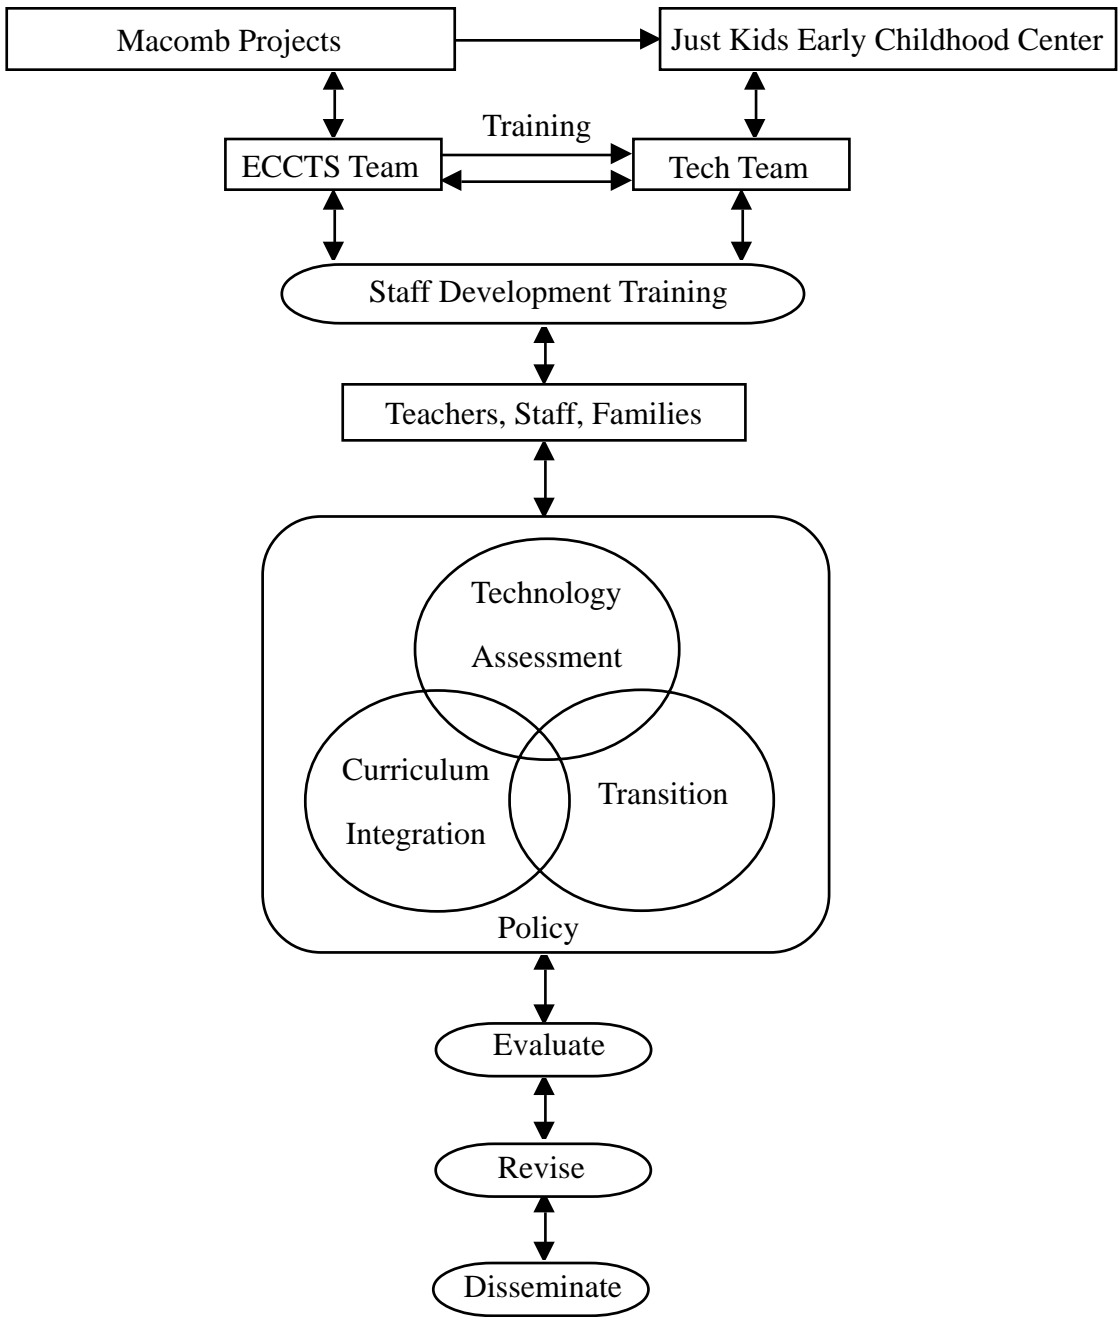 Macomb Projects
Just Kids Early Childhood Center
Training
ECCTS Team
Tech Team
Staff Development Training
Teachers, Staff, Families
Technology
Assessment
Curriculum
Integration
Transition
Policy
Evaluate
Revise
Disseminate